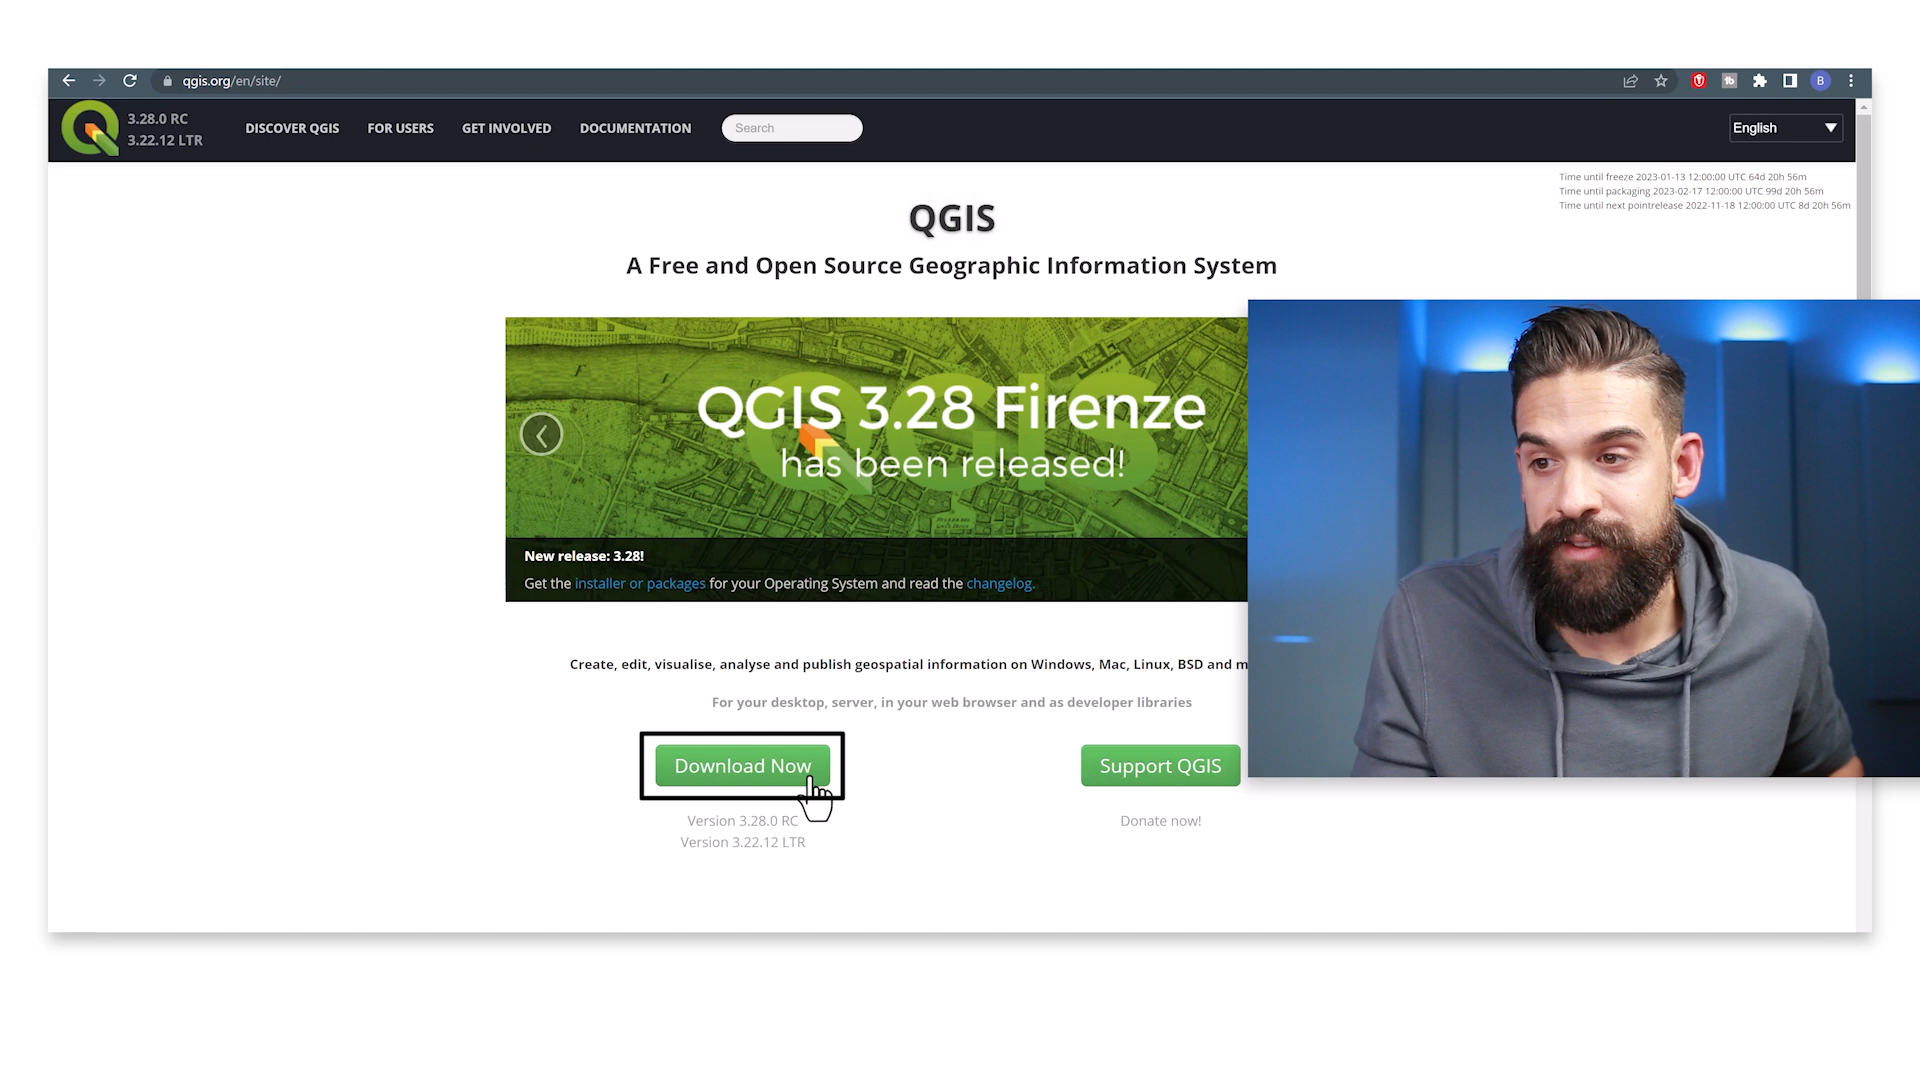 qgis.org/en/site/
B
3.28.0 RC
3.22.12 LTR
DISCOVER QGIS
FOR USERS
GET INVOLVED
DOCUMENTATION
Search
English
Time until freeze 2023-01-13 12:00:00 UTC 64d 20h 56m
Time until packaging 2023-02-17 12:00:00 UTC 99d 20h 56m
Time until next pointrelease 2022-11-18 12:00:00 UTC 8d 20h 56m
QGIS
A Free and Open Source Geographic Information System
QGIS 3.28 Firenze
has been released!
New release: 3.28!
Get the installer or packages for your Operating System and read the changelog.
Create, edit, visualise, analyse and publish geospatial information on Windows, Mac, Linux, BSD and m
For your desktop, server, in your web browser and as developer libraries
Download Now
Support QGIS
Version 3.28.0 RC
Version 3.22.12 LTR
Donate now!